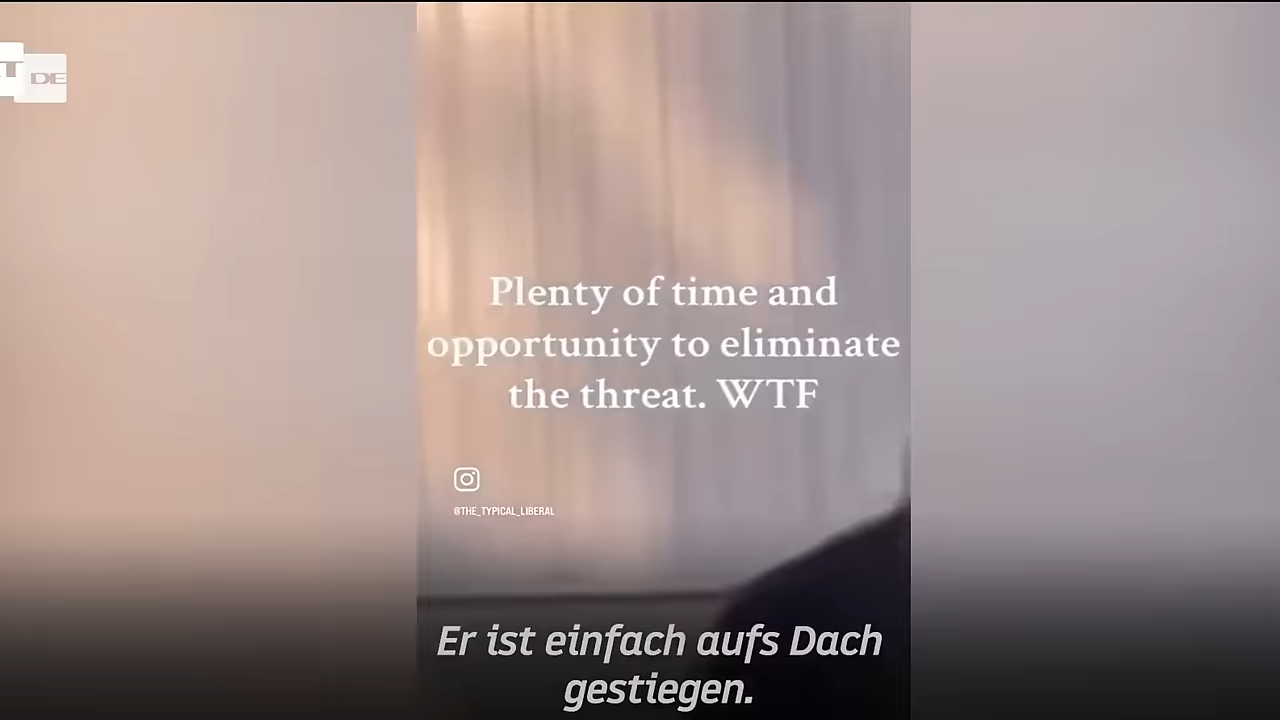 DE
Plenty of time and
opportunity to eliminate
the threat. WTF
@THE_TYPICAL_LIBERAL
Er ist einfach aufs Dach
gestiegen.